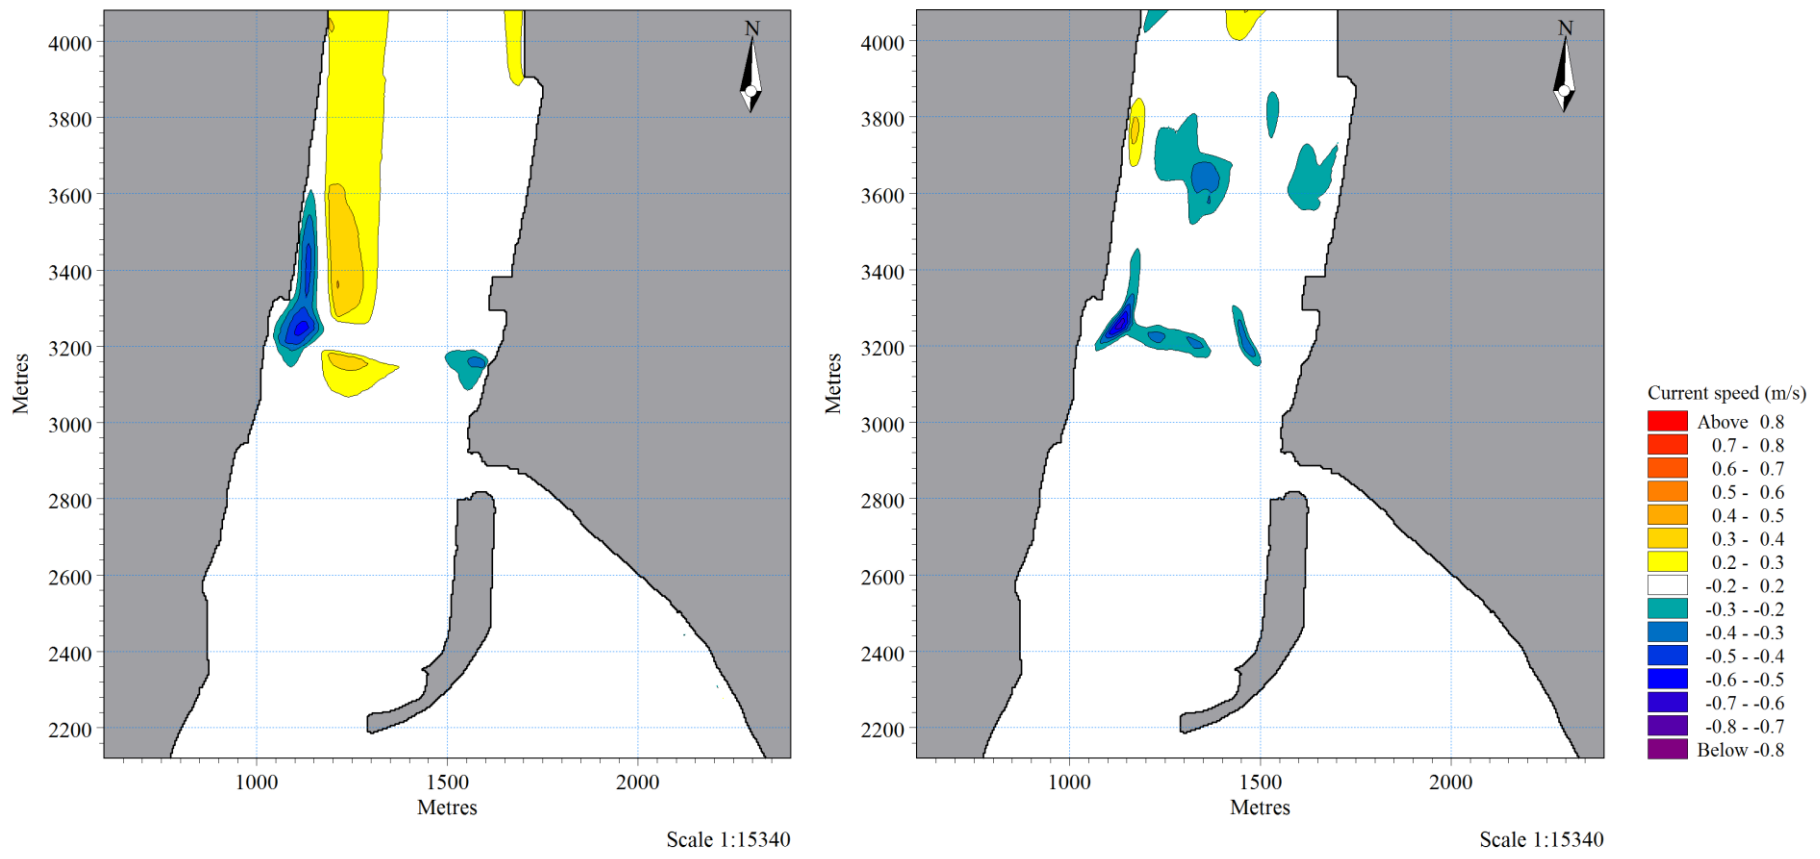 N
4000
3800
3600
3400
3200
3000
2800
2600
2400
2200
Metres
1000
1500
2000
Metres
Scale 1:15340
N
4000
3800
3600
3400
3200
3000
2800
2600
2400
2200
Metres
1000
1500
2000
Metres
Scale 1:15340
Current speed (m/s)
Above 0.8
0.7 - 0.8
0.6 - 0.7
0.5 - 0.6
0.4 - 0.5
0.3 - 0.4
0.2 - 0.3
-0.2 - 0.2
-0.3 - -0.2
-0.4 - -0.3
-0.5 - -0.4
-0.6 - -0.5
-0.7 - -0.6
-0.8 - -0.7
Below -0.8